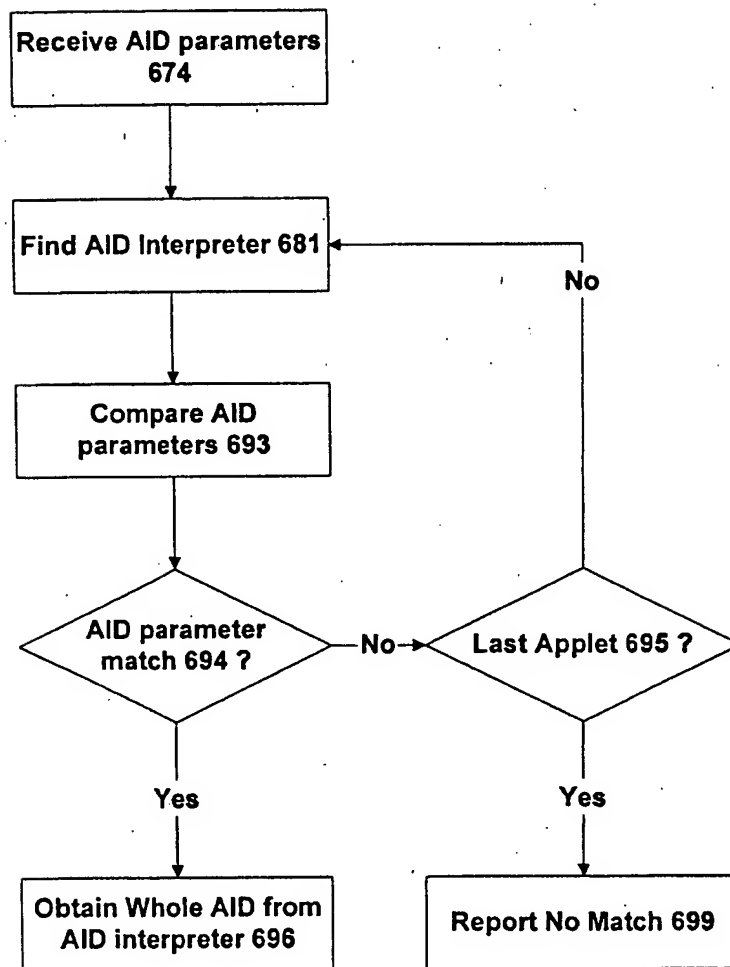 Receive AID parameters
674
Find AID Interpreter 681
No
Compare AID
parameters 693
AID parameter
match 694 ?
No
Last Applet 695 ?
Yes
Yes
Obtain Whole AID from
AID interpreter 696
Report No Match 699